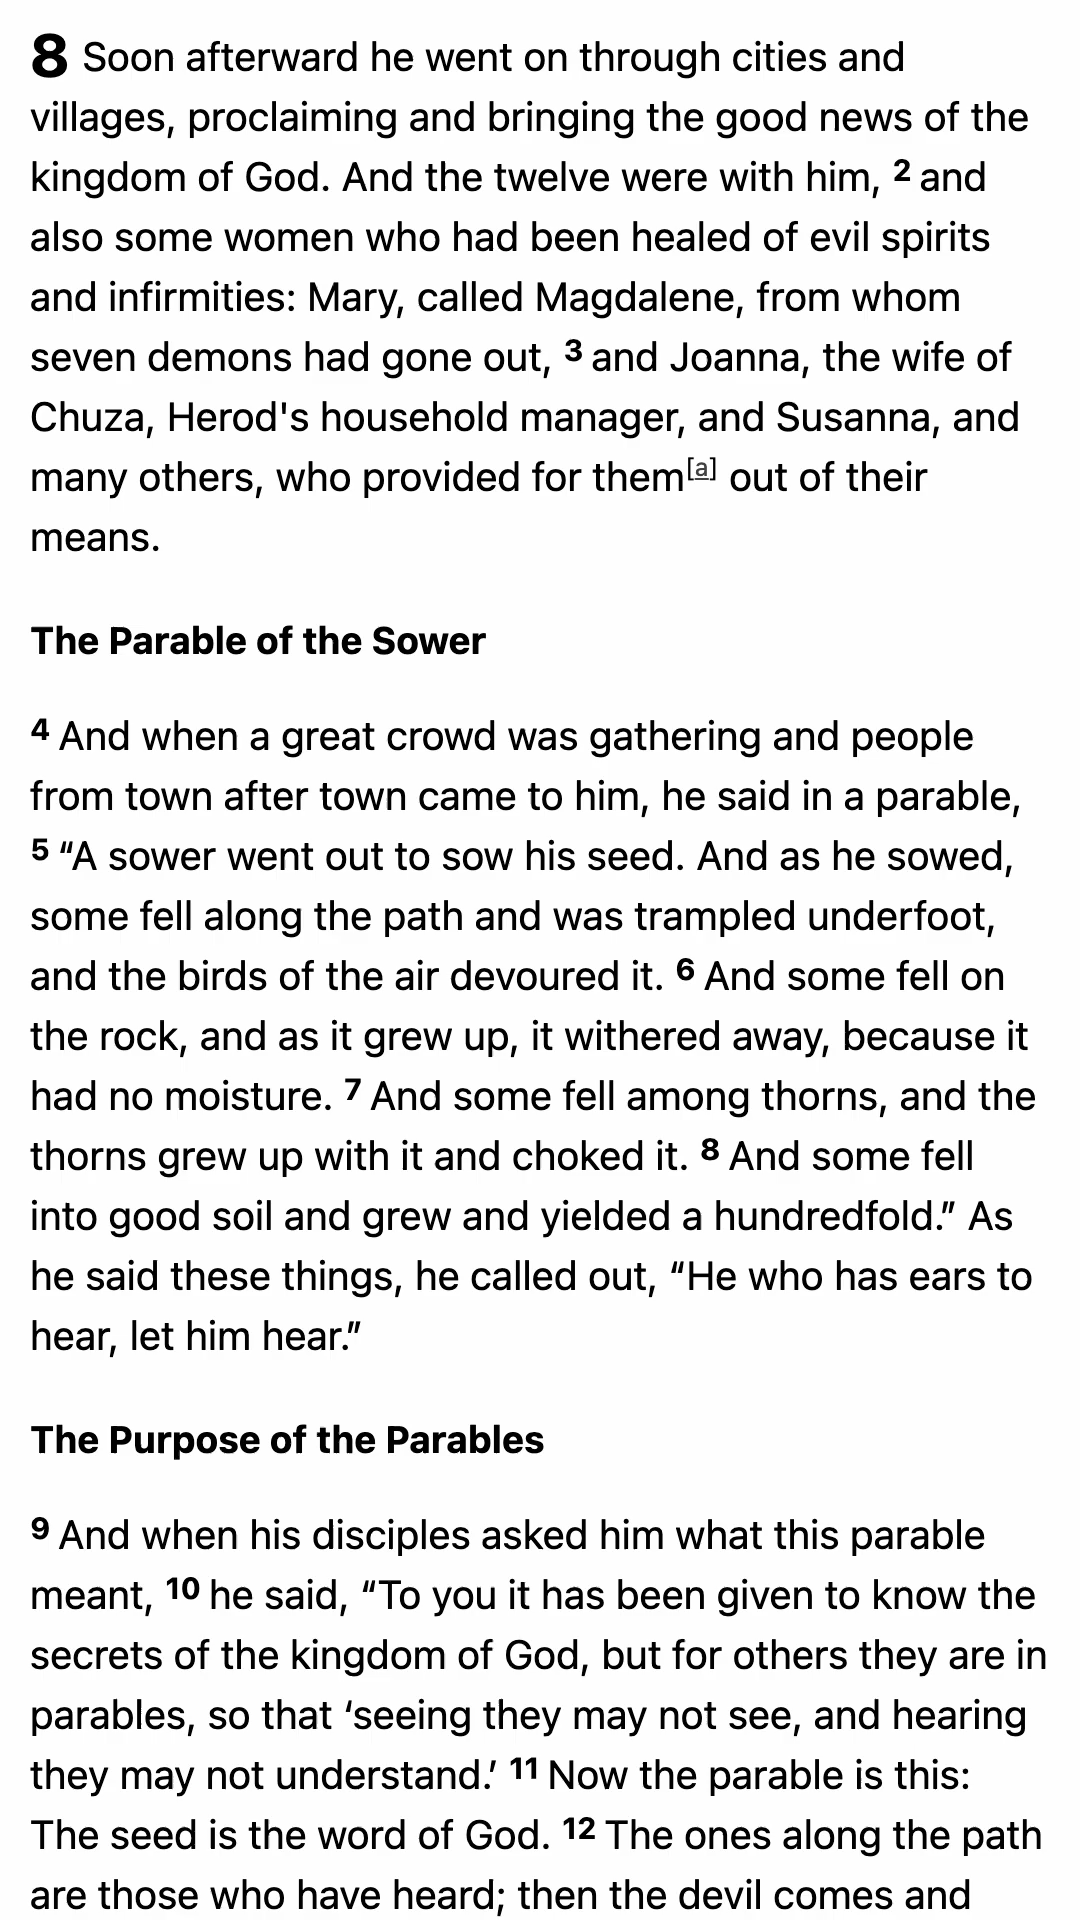 8 Soon afterward he went on through cities and
villages, proclaiming and bringing the good news of the
kingdom of God. And the twelve were with him, 2 and
also some women who had been healed of evil spirits
and infirmities: Mary, called Magdalene, from whom
seven demons had gone out, 3 and Joanna, the wife of
Chuza, Herod's household manager, and Susanna, and
many others, who provided for them[a] out of their
means.
The Parable of the Sower
4 And when a great crowd was gathering and people
from town after town came to him, he said in a parable,
5 “A sower went out to sow his seed. And as he sowed,
some fell along the path and was trampled underfoot,
and the birds of the air devoured it. 6 And some fell on
the rock, and as it grew up, it withered away, because it
had no moisture. 7 And some fell among thorns, and the
thorns grew up with it and choked it. 8 And some fell
into good soil and grew and yielded a hundredfold.” As
he said these things, he called out, “He who has ears to
hear, let him hear.”
The Purpose of the Parables
9 And when his disciples asked him what this parable
meant, 10 he said, “To you it has been given to know the
secrets of the kingdom of God, but for others they are in
parables, so that ‘seeing they may not see, and hearing
they may not understand.’ 11 Now the parable is this:
The seed is the word of God. 12 The ones along the path
are those who have heard; then the devil comes and